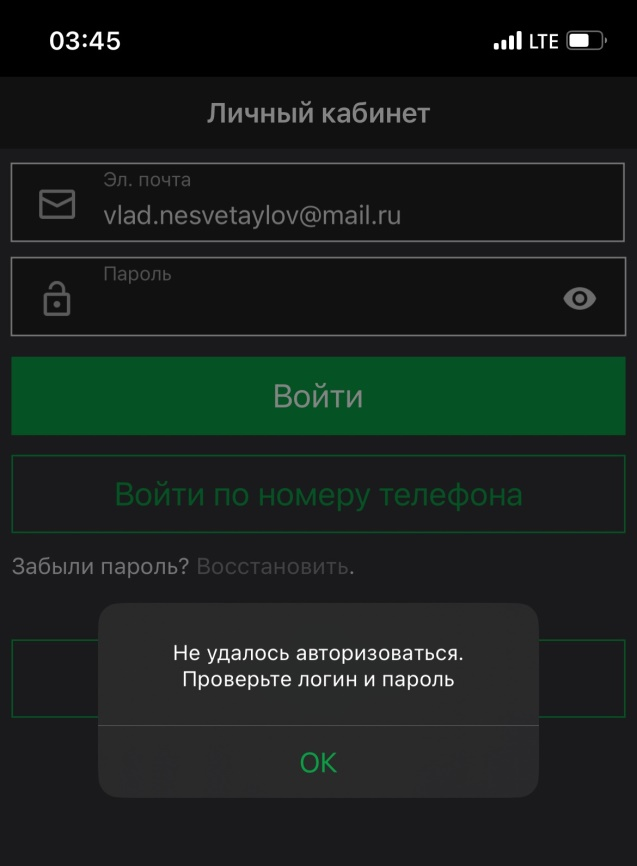 03:45
LTE
Личный кабинет
Эл. почта
vlad.nesvetaylov@mail.ru
Пароль
Войти
Войти по номеру телефона
Забыли пароль? Восстановить.
Не удалось авторизоваться.
Проверьте логин и пароль
OK